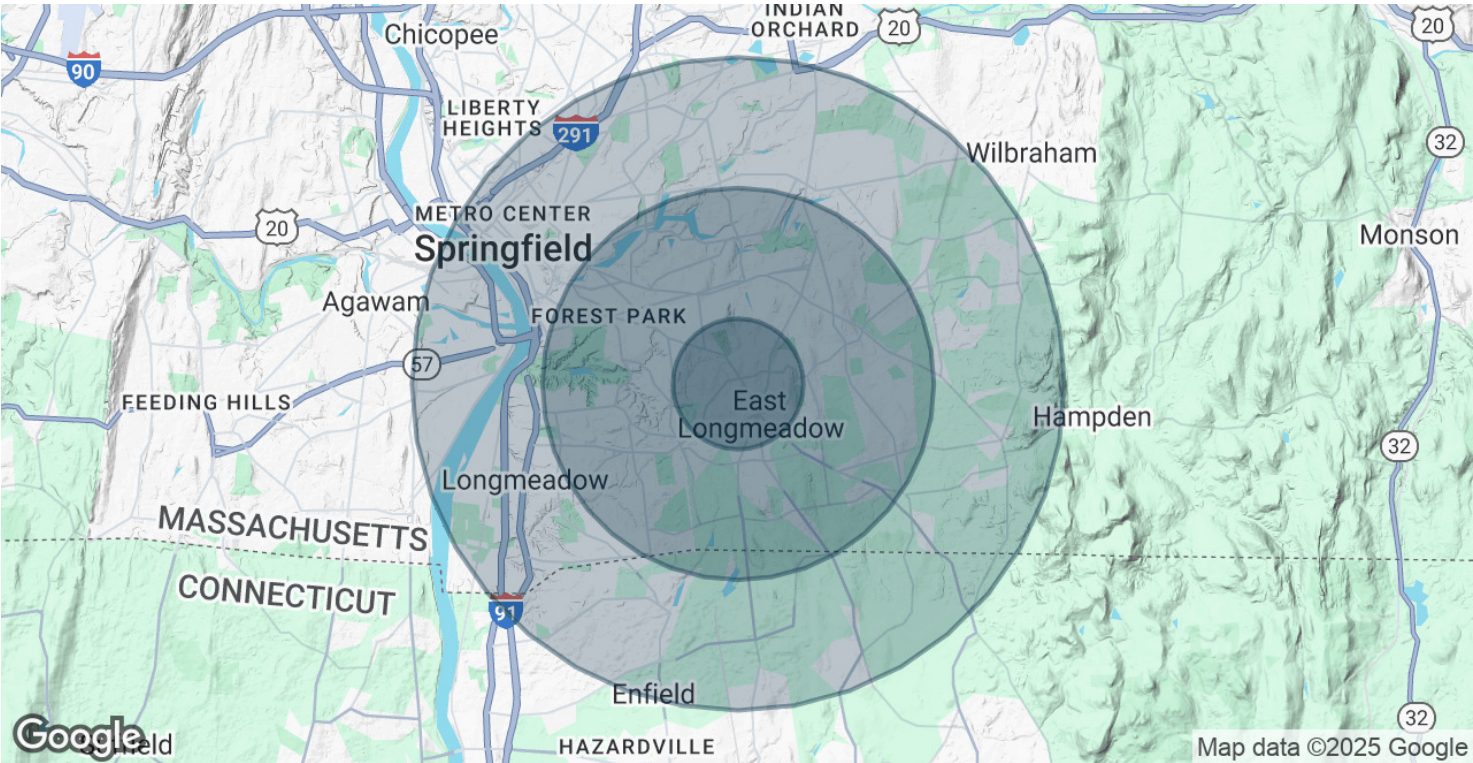 INDIAN
ORCHARD
20
20
Chicopee
90
LIBERTY
HEIGHTS
291
32
Wilbraham
METRO CENTER
20
Springfield
Monson
Agawam
FOREST PARK
57
East
Longmeadow
FEEDING HILLS
Hampden
32
Longmeadow
MASSACHUSETTS
CONNECTICUT
91
Enfield
32
Google
HAZARDVILLE
Map data ©2025 Google